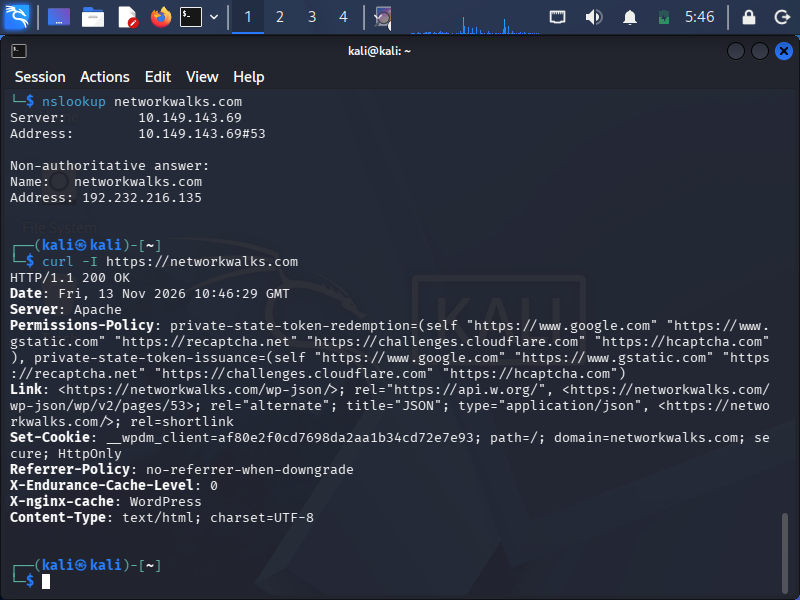 1 2 3 4 5:46
kali@kali: ~
Session Actions Edit View Help
└─$ nslookup networkwalks.com
Server:         10.149.143.69
Address:        10.149.143.69#53
Non-authoritative answer:
Name:   networkwalks.com
Address: 192.232.216.135
File System
┌──(kali㉿kali)-[~]
└─$ curl -I https://networkwalks.com
HTTP/1.1 200 OK
Date: Fri, 13 Nov 2026 10:46:29 GMT
Server: Apache
Permissions-Policy: private-state-token-redemption=(self "https://www.google.com" "https://www.
gstatic.com" "https://recaptcha.net" "https://challenges.cloudflare.com" "https://hcaptcha.com"
), private-state-token-issuance=(self "https://www.google.com" "https://www.gstatic.com" "https
://recaptcha.net" "https://challenges.cloudflare.com" "https://hcaptcha.com")
Link: <https://networkwalks.com/wp-json/>; rel="https://api.w.org/", <https://networkwalks.com/
wp-json/wp/v2/pages/53>; rel="alternate"; title="JSON"; type="application/json", <https://netwo
rkwalks.com/>; rel=shortlink
Set-Cookie: __wpdm_client=af80e2f0cd7698da2aa1b34cd72e7e93; path=/; domain=networkwalks.com; se
cure; HttpOnly
Referrer-Policy: no-referrer-when-downgrade
X-Endurance-Cache-Level: 0
X-nginx-cache: WordPress
Content-Type: text/html; charset=UTF-8
KALI
┌──(kali㉿kali)-[~]
└─$